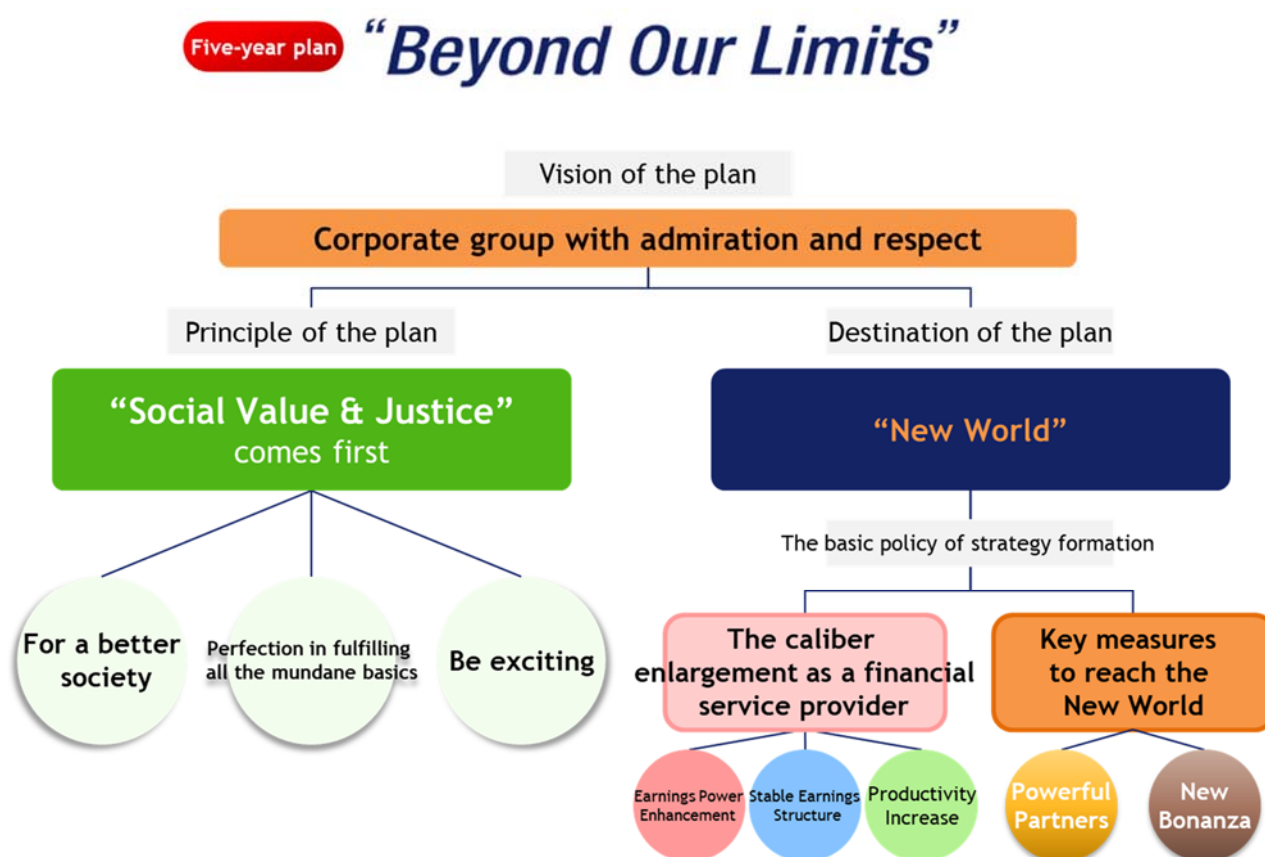 Five-year plan
“Beyond Our Limits”
Vision of the plan
Corporate group with admiration and respect
Principle of the plan
Destination of the plan
“Social Value & Justice”
comes first
“New World”
The basic policy of strategy formation
For a better
society
Perfection in fulfilling
all the mundane basics
Be exciting
The caliber
enlargement as a financial
service provider
Key measures
to reach the
New World
Earnings Power
Enhancement
Stable Earnings
Structure
Productivity
Increase
Powerful
Partners
New
Bonanza